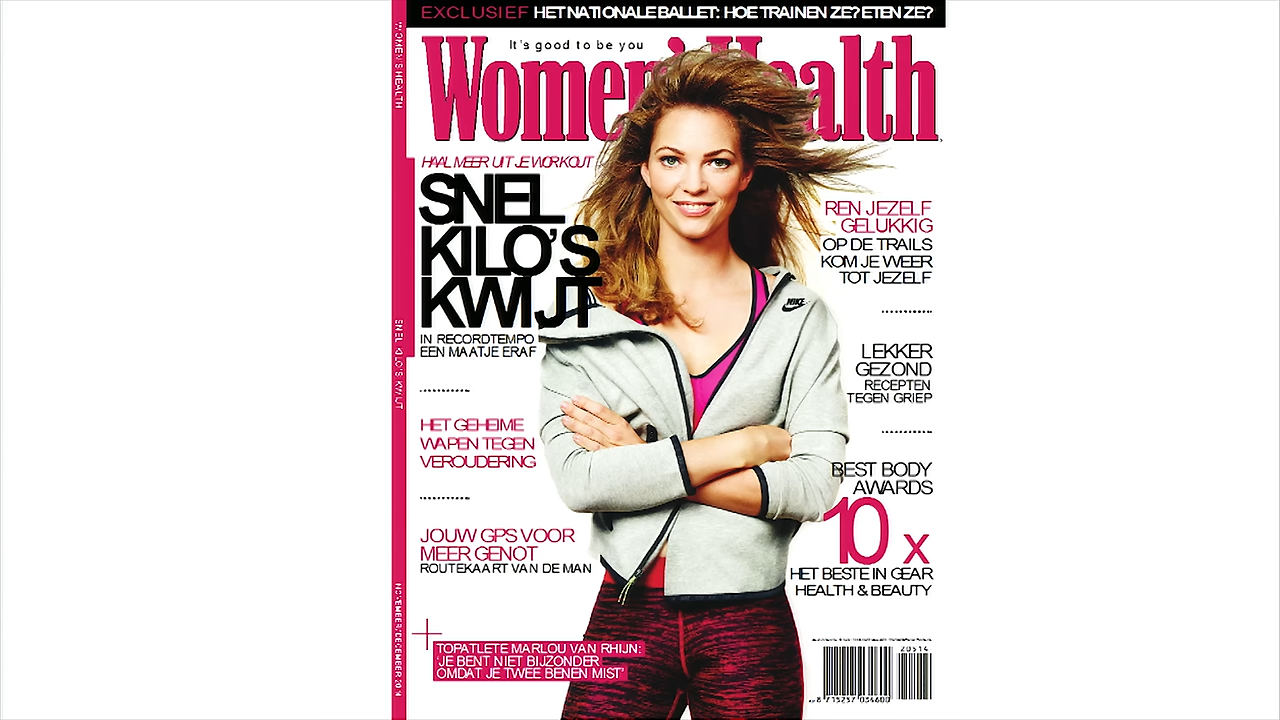 EXCLUSIEF HET NATIONALE BALLET: HOE TRAINEN ZE? ETEN ZE?
It's good to be you
Women's Health
HAAL MEER UIT JE WORKOUT
SNEL
KILO'S
KWIJT
IN RECORDTEMPO
EEN MAATJE ERAF
HET GEHEIME
WAPEN TEGEN
VEROUDERING
JOUW GPS VOOR
MEER GENOT
ROUTEKAART VAN DE MAN
TOPATLETE MARLOU VAN RHIJN:
'JE BENT NIET BIJZONDER
OMDAT JE TWEE BENEN MIST'
REN JEZELF
GELUKKIG
OP DE TRAILS
KOM JE WEER
TOT JEZELF
LEKKER
GEZOND
RECEPTEN
TEGEN GRIEP
BEST BODY
AWARDS
10 x
HET BESTE IN GEAR
HEALTH & BEAUTY
NIKE
20514
8 715257 034600
WOMEN'S HEALTH
SNEL KILO'S KWIJT
NOVEMBER/DECEMBER 2014